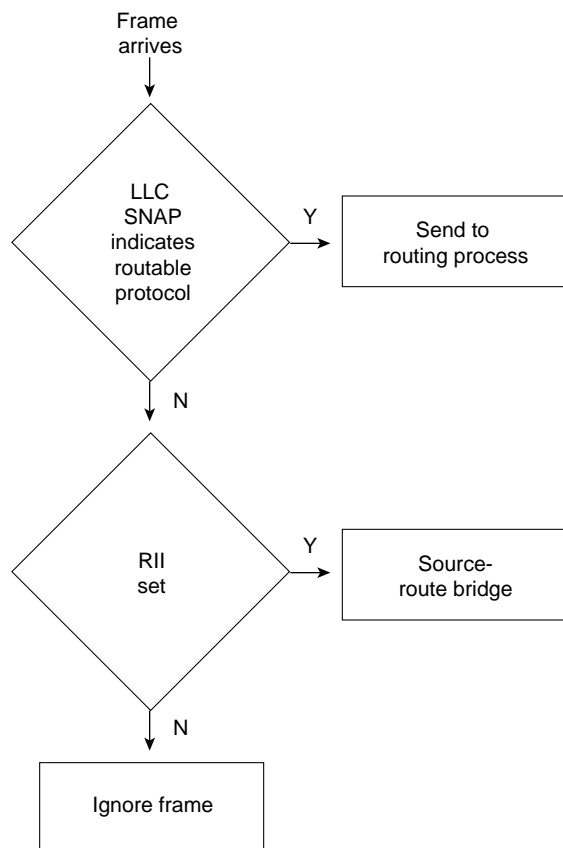 Frame
arrives
LLC
SNAP
indicates
routable
protocol
Y
Send to
routing process
N
RII
set
Y
Source-
route bridge
N
Ignore frame